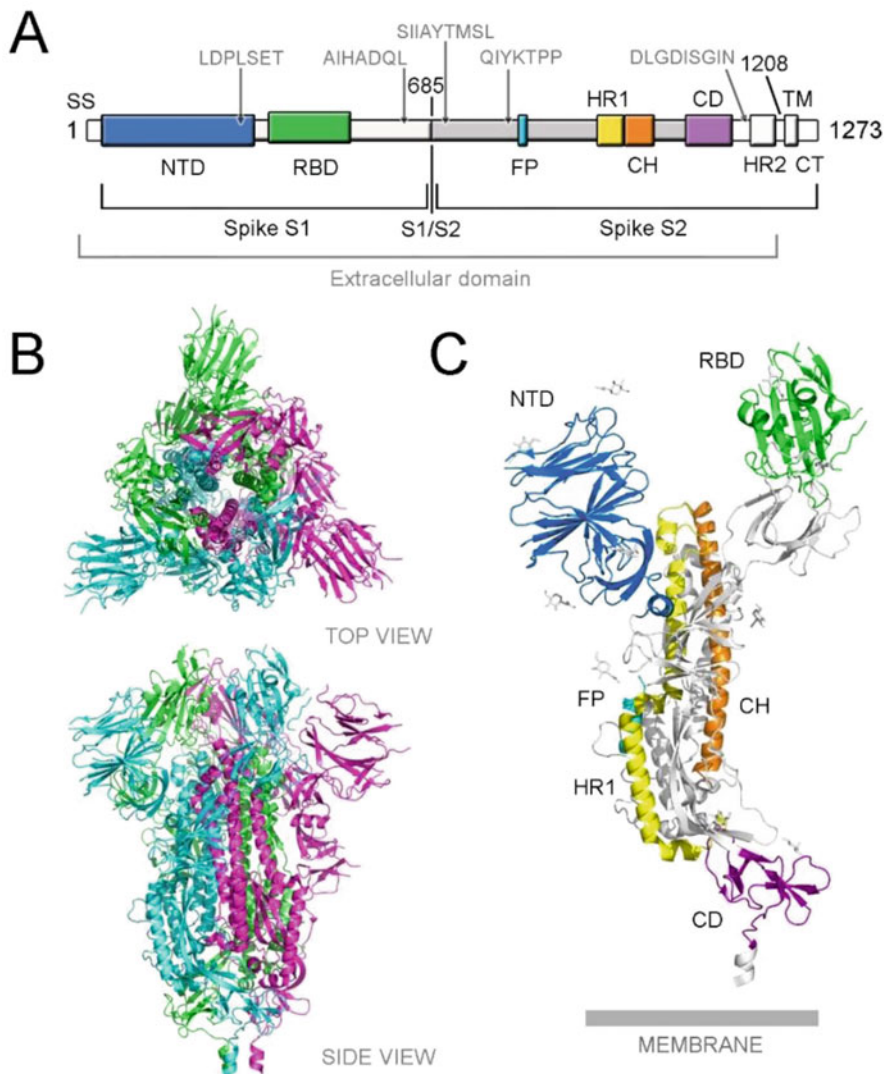 A
SIIAYTMSL
LDPLSET AIHADQL QIYKTPP DLGDISGIN
685 1208
SS HR1 CD TM
1 1273
NTD RBD FP CH HR2 CT
Spike S1 S1/S2 Spike S2
Extracellular domain
B
TOP VIEW
SIDE VIEW
C
RBD
NTD
FP
CH
HR1
CD
MEMBRANE